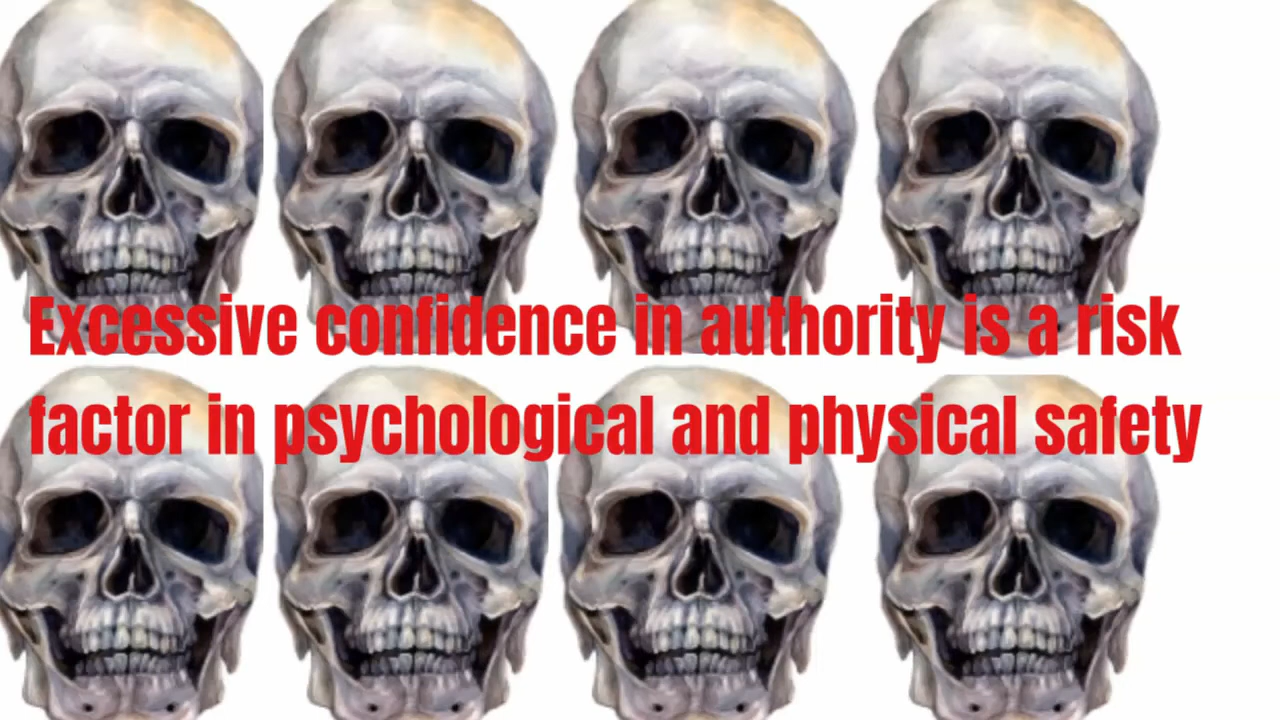 Excessive confidence in authority is a risk
factor in psychological and physical safety